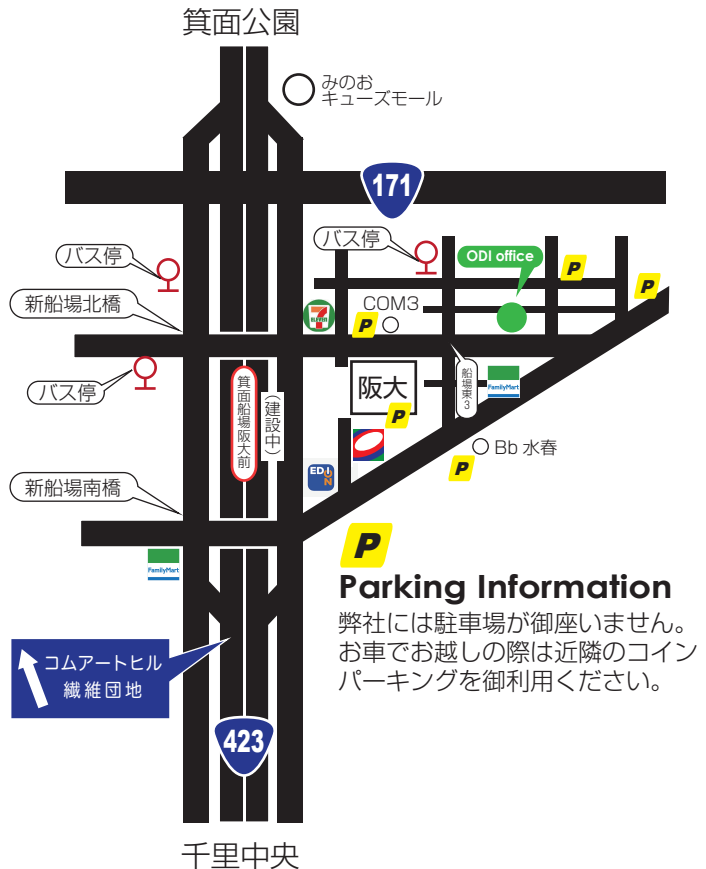 箕面公園
みのお
キューズモール
171
バス停
バス停
ODI office
P
P
新船場北橋
7
ELEVEN
P
COM3
バス停
箕面船場阪大前
(建設中)
阪大
P
船場東3
FamilyMart
Bb 水春
P
EDION
新船場南橋
FamilyMart
P
Parking Information
弊社には駐車場が御座いません。
お車でお越しの際は近隣のコイン
パーキングを御利用ください。
コムアートヒル
繊維団地
423
千里中央